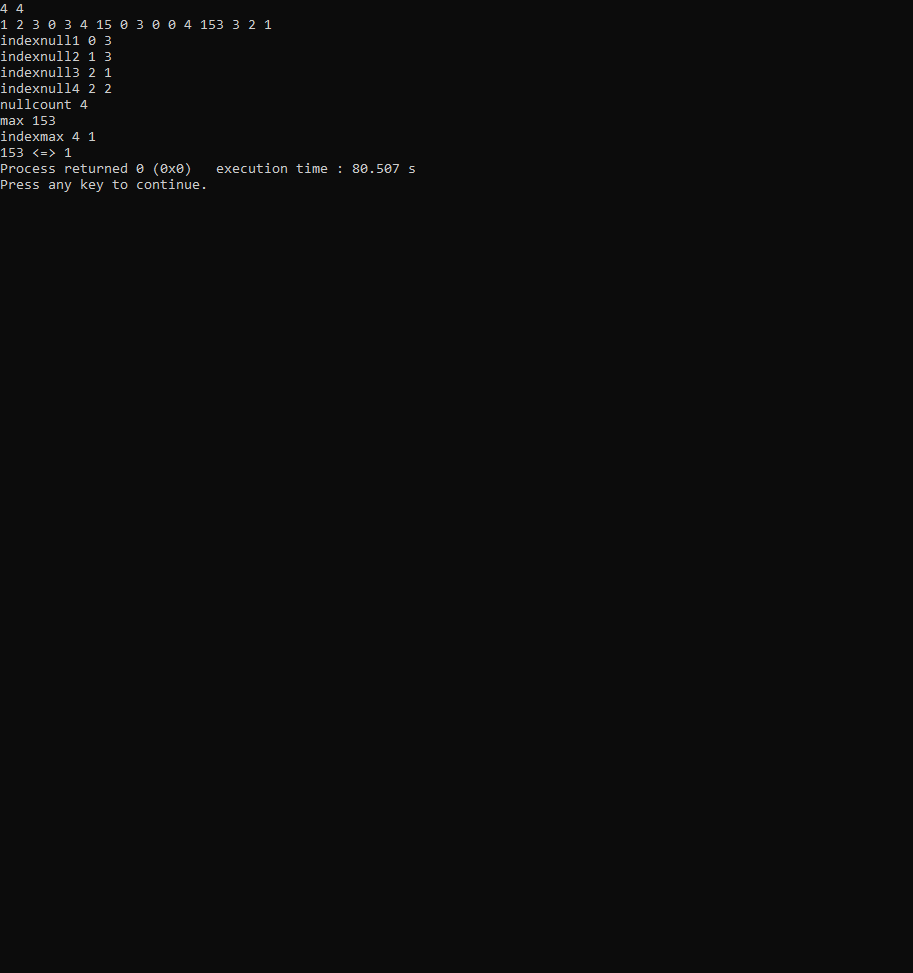 4 4
1 2 3 0 3 4 15 0 3 0 0 4 153 3 2 1
indexnull1 0 3
indexnull2 1 3
indexnull3 2 1
indexnull4 2 2
nullcount 4
max 153
indexmax 4 1
153 <=> 1
Process returned 0 (0x0)   execution time : 80.507 s
Press any key to continue.